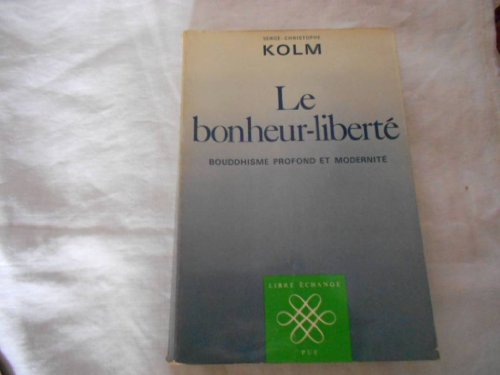 SERGE-CHRISTOPHE
KOLM
Le
bonheur-liberté
BOUDDHISME PROFOND ET MODERNITÉ
LIBRE ÉCHANGE
PUF